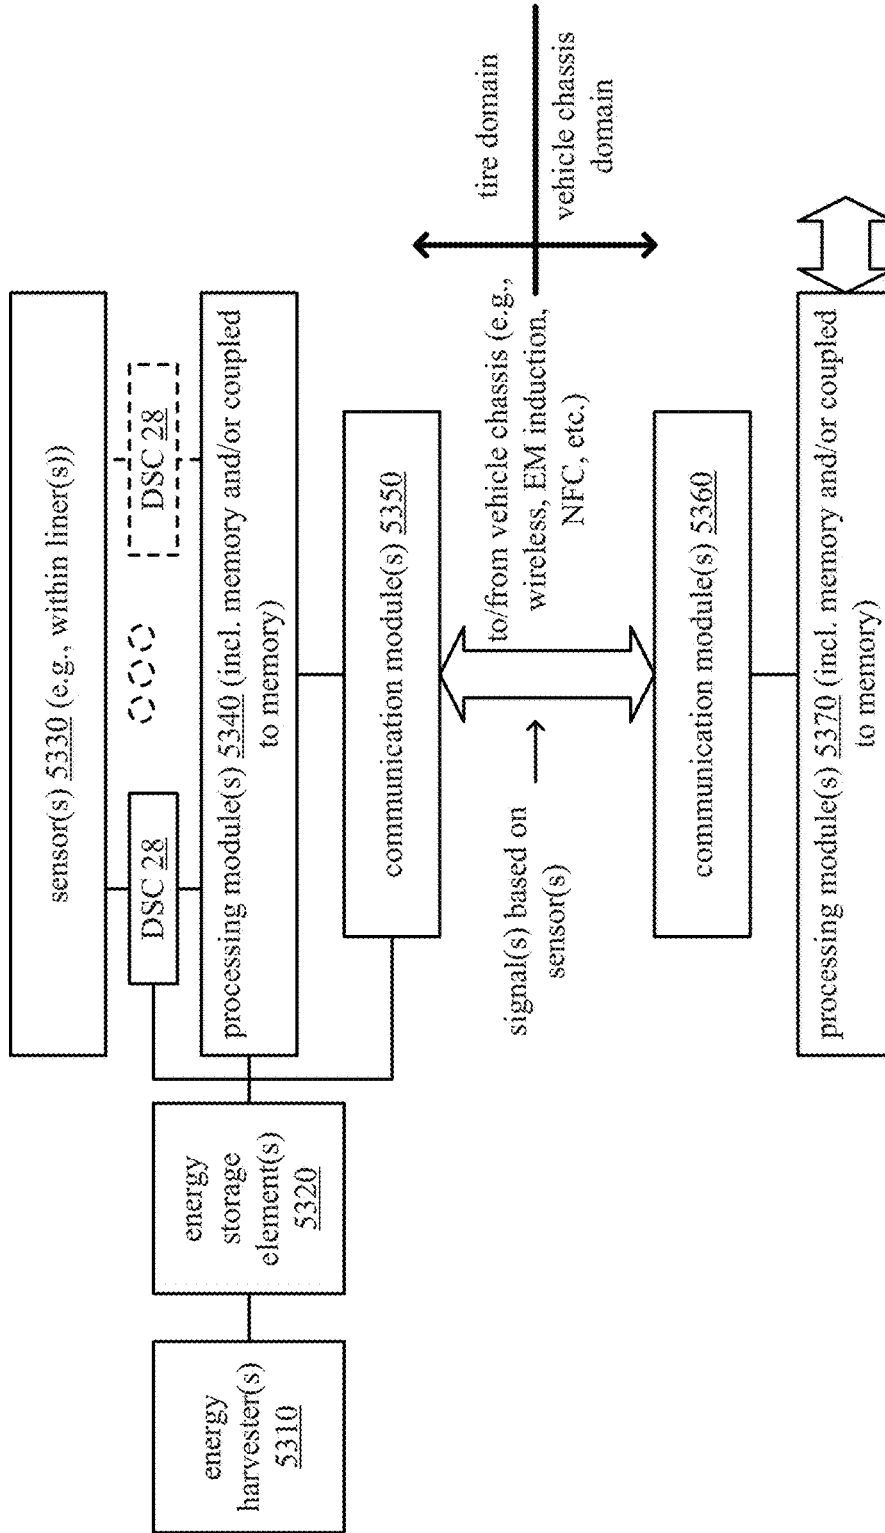 sensor(s) 5330 (e.g., within liner(s))
DSC 28
DSC 28
processing module(s) 5340 (incl. memory and/or coupled
to memory)
energy
harvester(s)
5310
energy
storage
element(s)
5320
communication module(s) 5350
signal(s) based on
sensor(s)
to/from vehicle chassis (e.g.,
wireless, EM induction,
NFC, etc.)
tire domain
vehicle chassis
domain
communication module(s) 5360
processing module(s) 5370 (incl. memory and/or coupled
to memory)